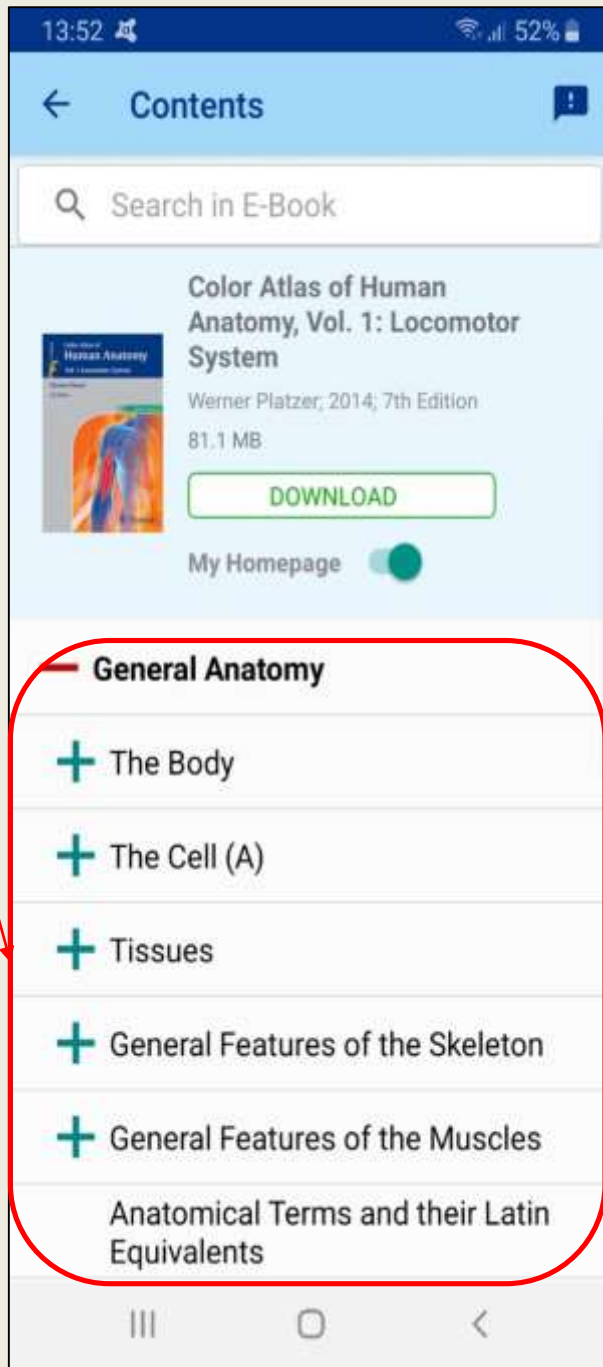 13:52
52%
Contents
Search in E-Book
Color Atlas of Human
Anatomy, Vol. 1: Locomotor
System
Werner Platzer; 2014; 7th Edition
81.1 MB
DOWNLOAD
My Homepage
Human Anatomy
General Anatomy
The Body
The Cell (A)
Tissues
General Features of the Skeleton
General Features of the Muscles
Anatomical Terms and their Latin
Equivalents